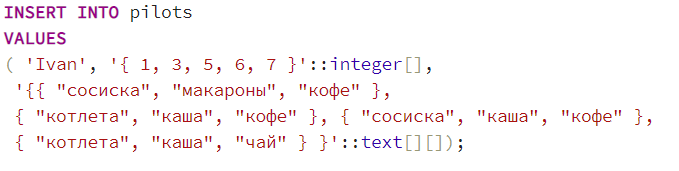 INSERT INTO pilots
VALUES
( 'Ivan', '{ 1, 3, 5, 6, 7 }'::integer[],
'{{ "сосиска", "макароны", "кофе" },
{ "котлета", "каша", "кофе" }, { "сосиска", "каша", "кофе" },
{ "котлета", "каша", "чай" } }'::text[][]);